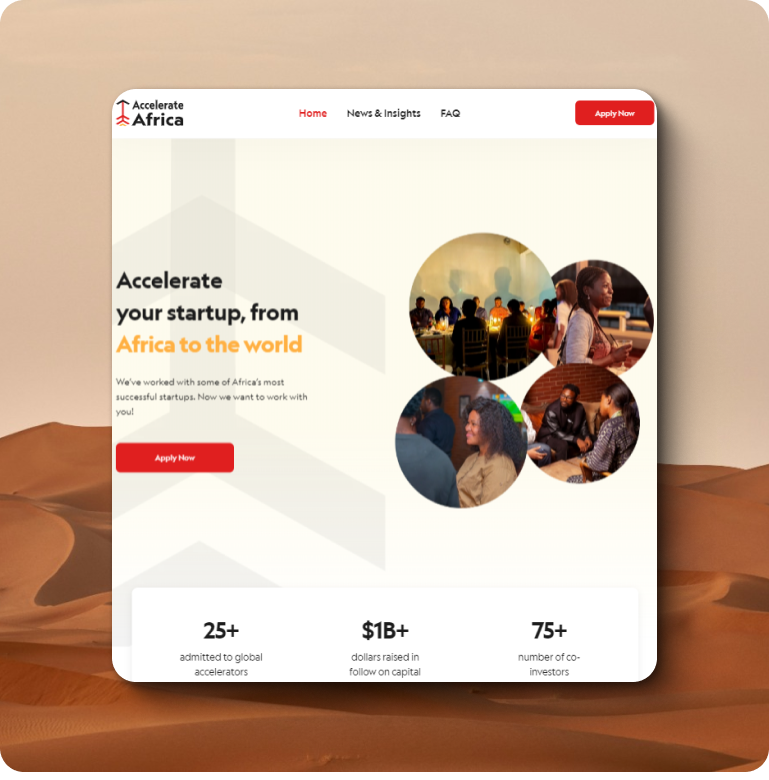 Accelerate
Africa
Home
News & Insights
FAQ
Apply Now
Accelerate
your startup, from
Africa to the world
We've worked with some of Africa's most
successful startups. Now we want to work with
you!
Apply Now
25+
admitted to global
accelerators
$1B+
dollars raised in
follow on capital
75+
number of co-
investors